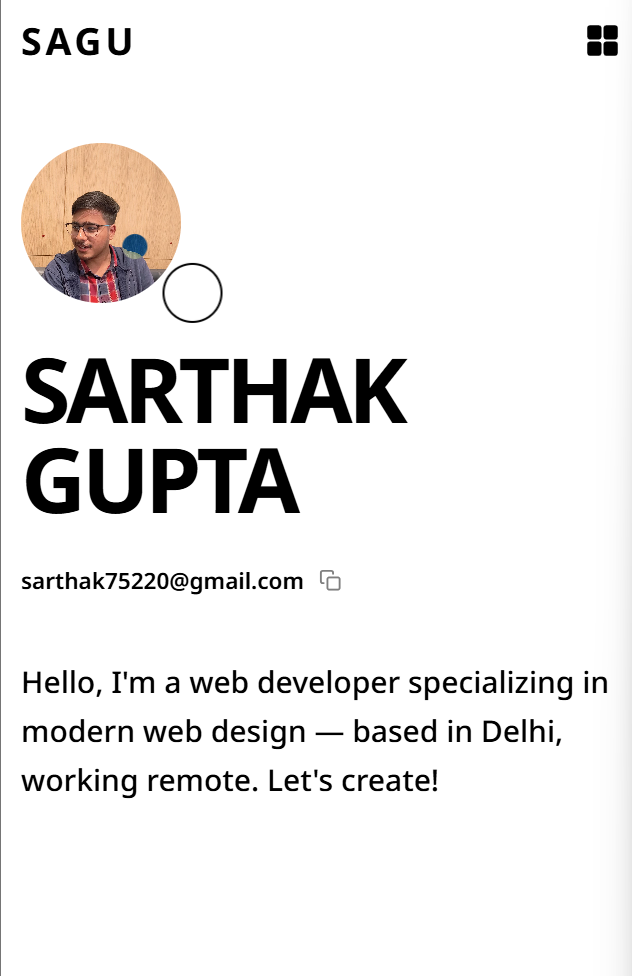 SAGU
SARTHAK
GUPTA
sarthak75220@gmail.com
Hello, I'm a web developer specializing in
modern web design — based in Delhi,
working remote. Let's create!